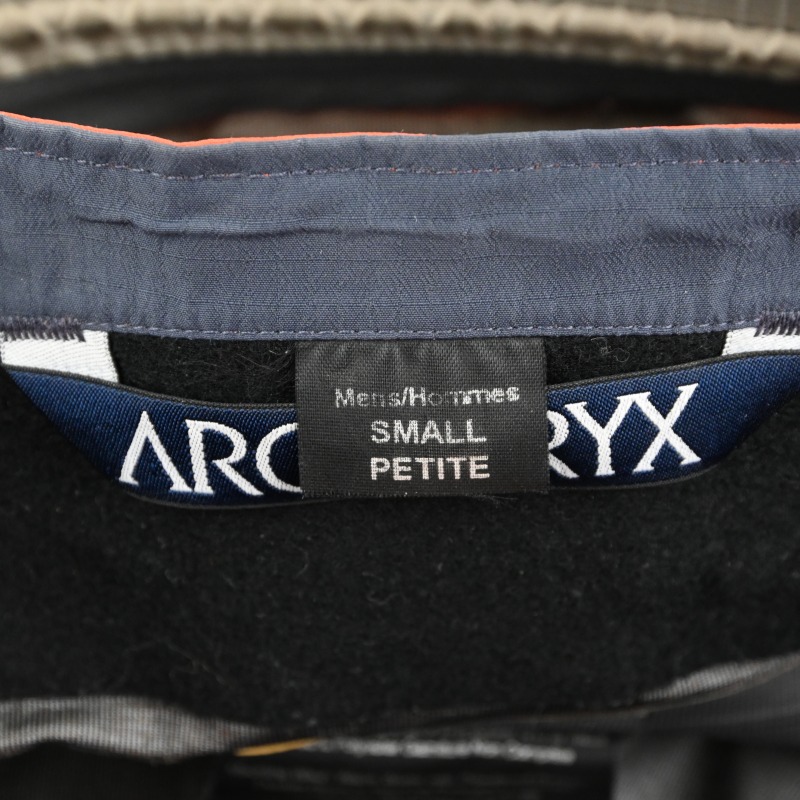 ARC RYX
Mens/Hommes
SMALL
PETITE